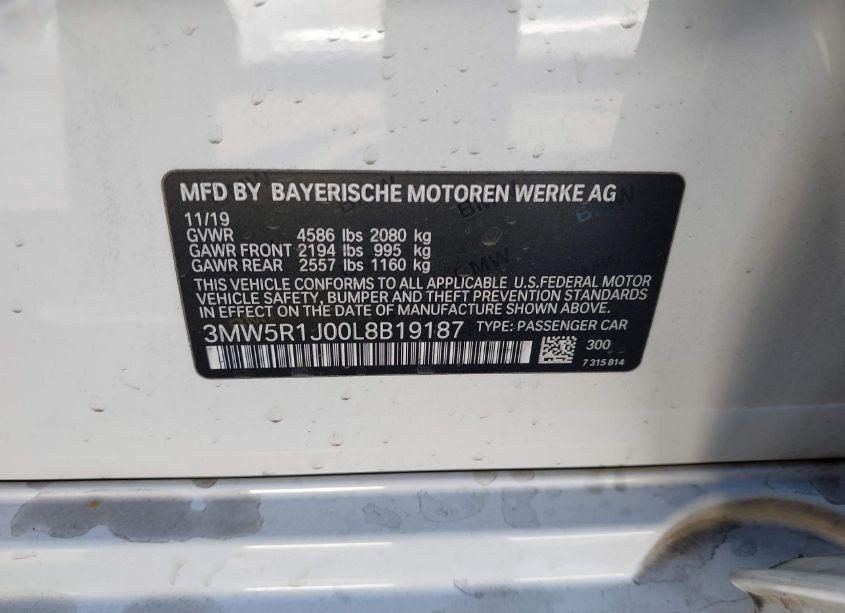 MFD BY BAYERISCHE MOTOREN WERKE AG
11/19
GVWR 4586 lbs 2080 kg
GAWR FRONT 2194 lbs 995 kg
GAWR REAR 2557 lbs 1160 kg
THIS VEHICLE CONFORMS TO ALL APPLICABLE U.S.FEDERAL MOTOR
VEHICLE SAFETY, BUMPER AND THEFT PREVENTION STANDARDS
IN EFFECT ON THE DATE OF MANUFACTURE SHOWN ABOVE.
3MW5R1J00L8B19187 TYPE: PASSENGER CAR
300
7 315 814